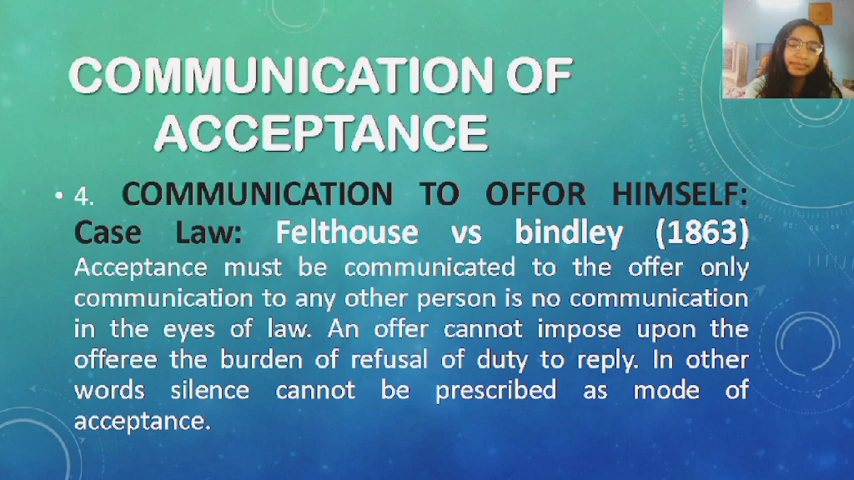 COMMUNICATION OF
ACCEPTANCE
• 4. COMMUNICATION TO OFFOR HIMSELF:
Case Law: Felthouse vs bindley (1863)
Acceptance must be communicated to the offer only
communication to any other person is no communication
in the eyes of law. An offer cannot impose upon the
offeree the burden of refusal of duty to reply. In other
words silence cannot be prescribed as mode of
acceptance.